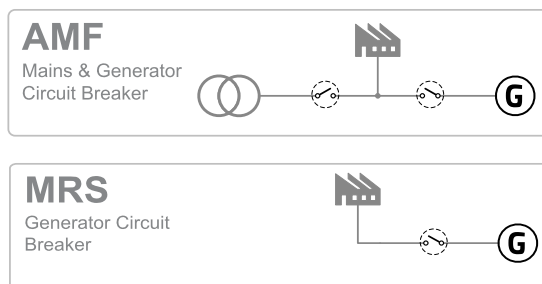 AMF
Mains & Generator
Circuit Breaker
G
MRS
Generator Circuit
Breaker
G